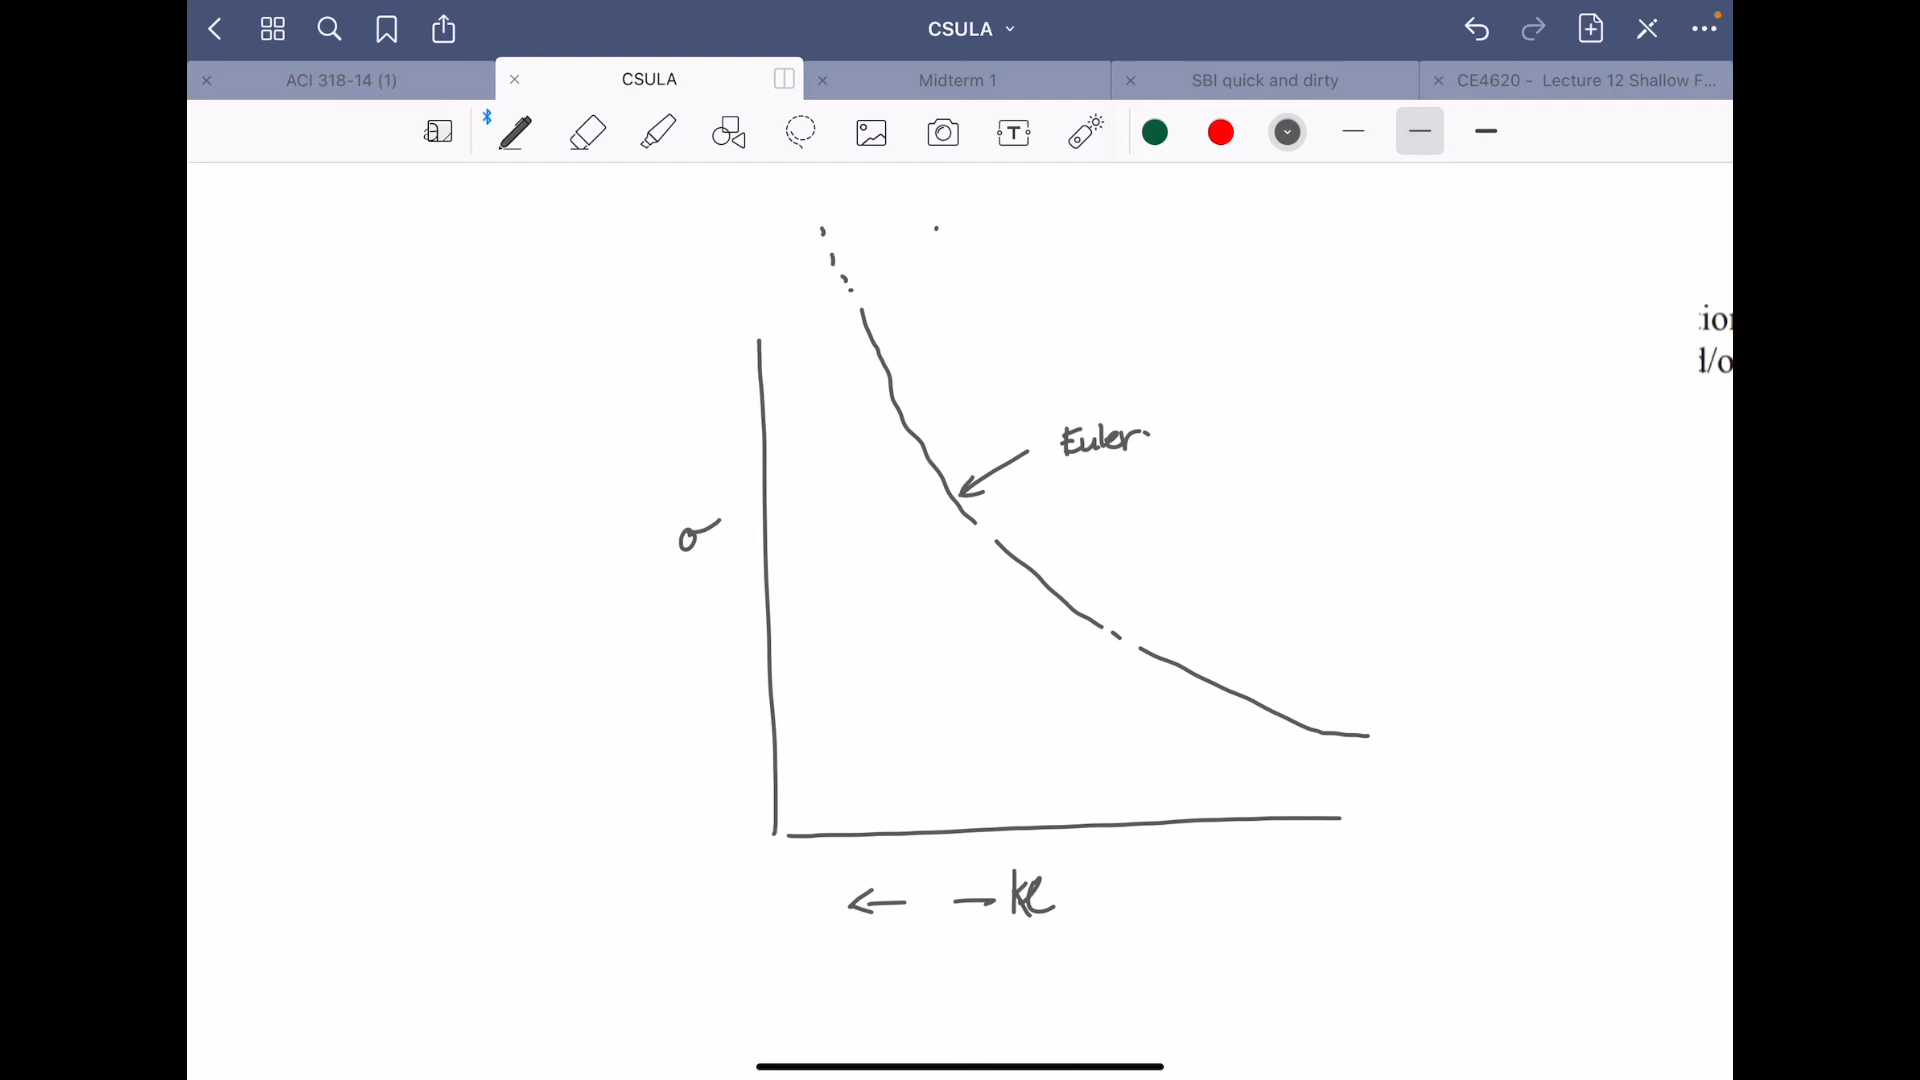 CSULA
ACI 318-14 (1)
CSULA
Midterm 1
SBI quick and dirty
CE4620 - Lecture 12 Shallow F...
T
Euler
σ
← → kl